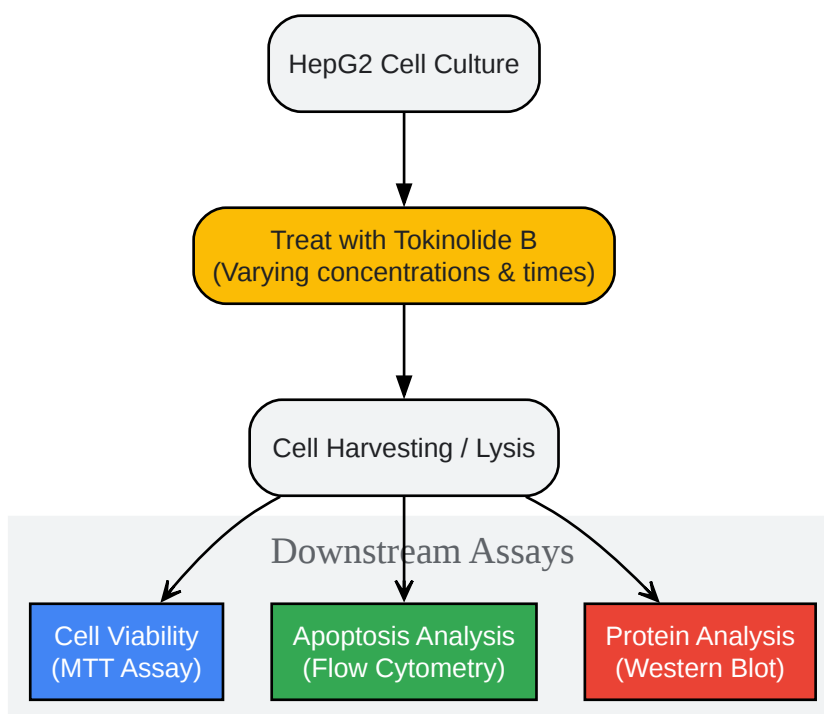 HepG2 Cell Culture
Treat with Tokinolide B
(Varying concentrations & times)
Cell Harvesting / Lysis
Downstream Assays
Cell Viability
(MTT Assay)
Apoptosis Analysis
(Flow Cytometry)
Protein Analysis
(Western Blot)